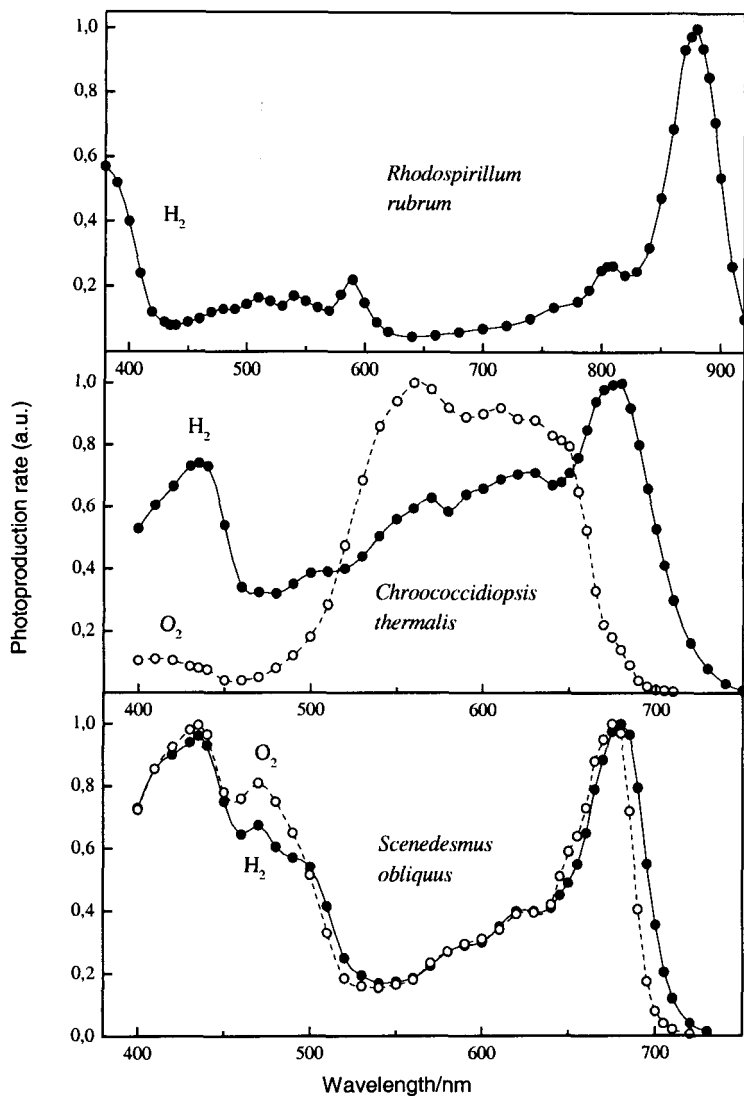 Photoproduction rate (a.u.)
1,0
0,8
0,6
0,4
0,2
H2
Rhodospirillum
rubrum
400
500
600
700
800
900
1,0
0,8
0,6
0,4
0,2
H2
O2
Chroococcidiopsis
thermalis
400
500
600
700
1,0
0,8
0,6
0,4
0,2
0,0
O2
H2
Scenedesmus
obliquus
400
500
600
700
Wavelength/nm